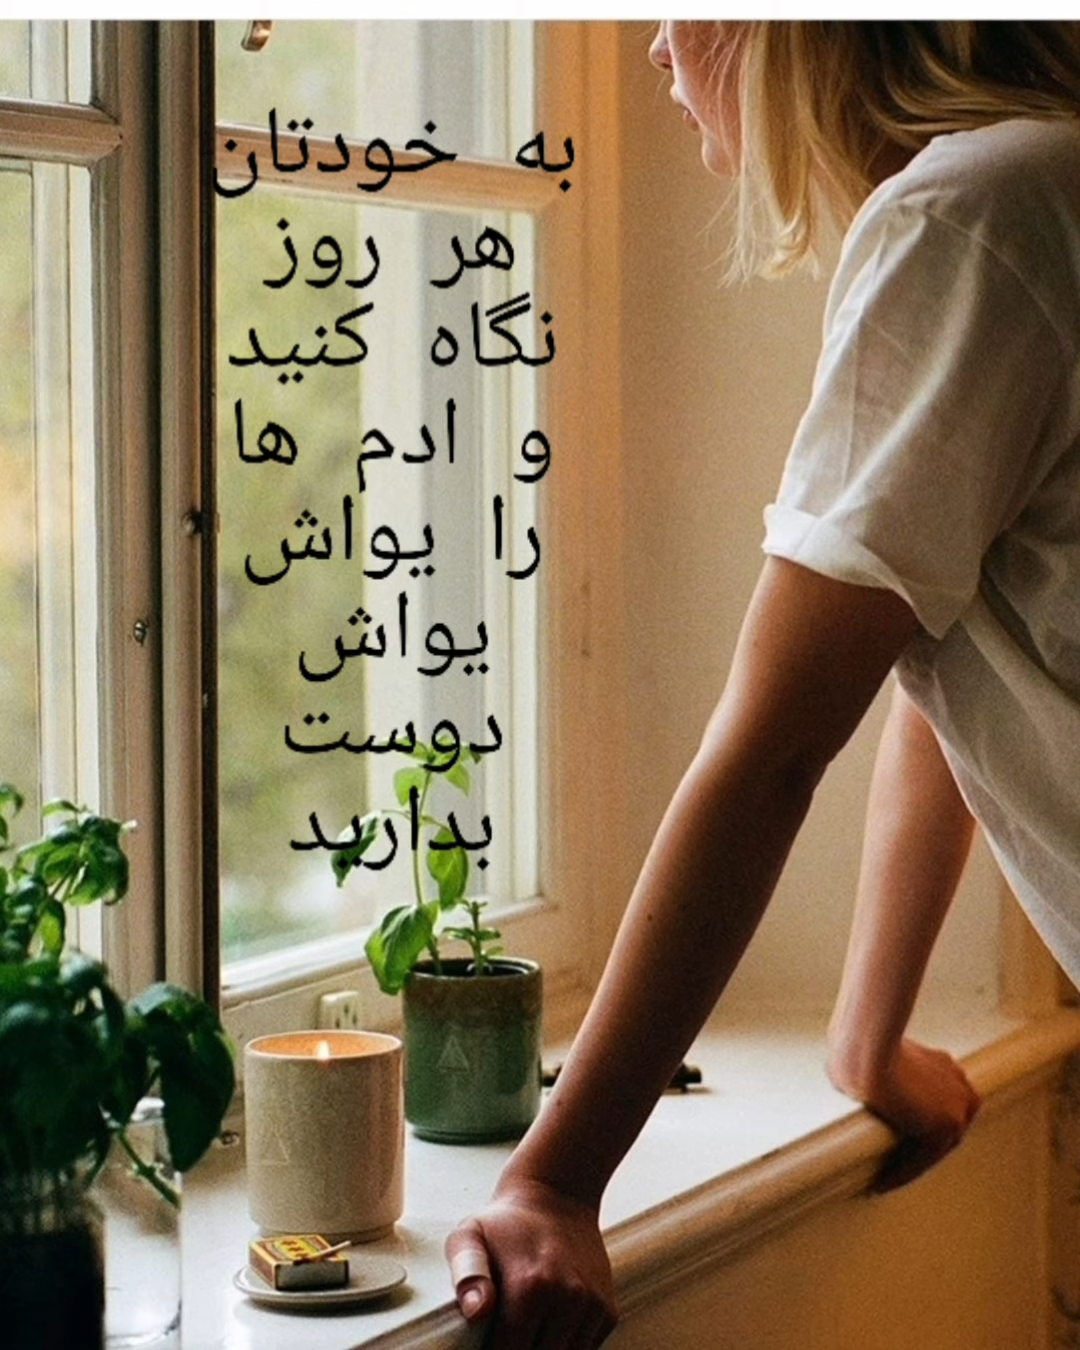 به خودتان
هر روز
نگاه کنید
و ادم ها
را یواش
یواش
دوست
بدارید